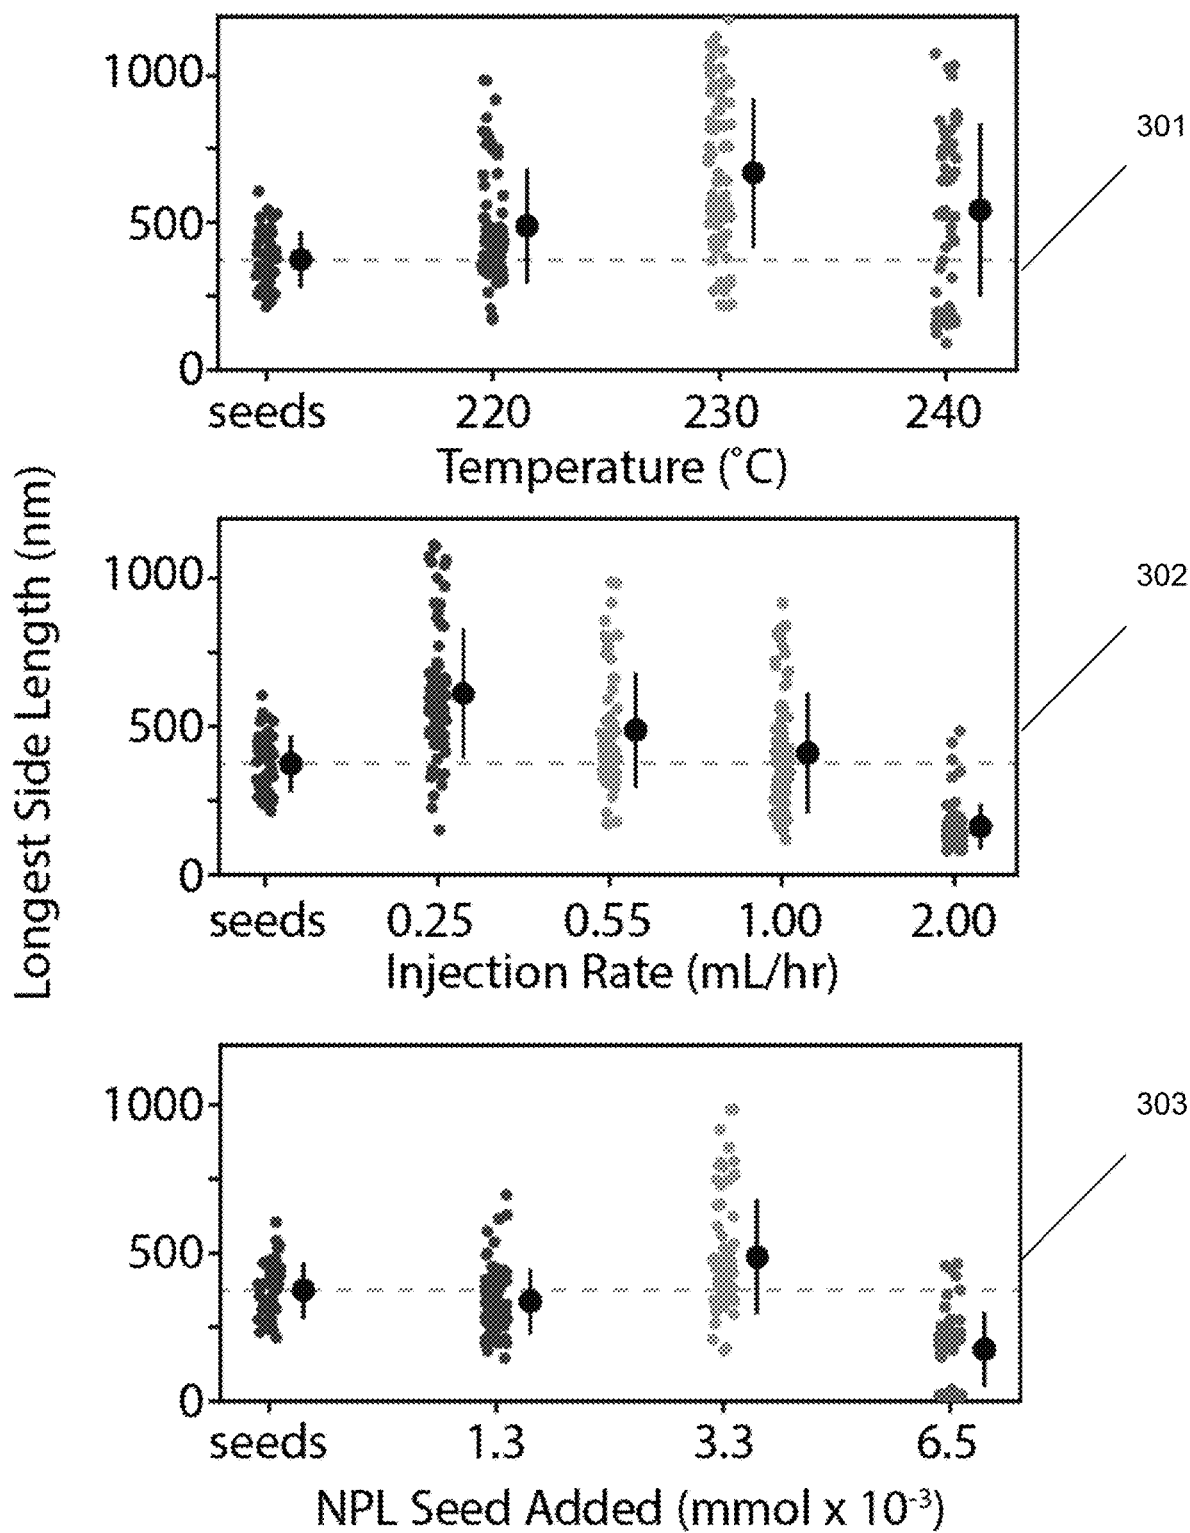 1000
500
0
seeds 220 230 240
Temperature (°C)
301
Longest Side Length (nm)
1000
500
0
seeds 0.25 0.55 1.00 2.00
Injection Rate (mL/hr)
302
1000
500
0
seeds 1.3 3.3 6.5
NPL Seed Added (mmol x 10⁻³)
303